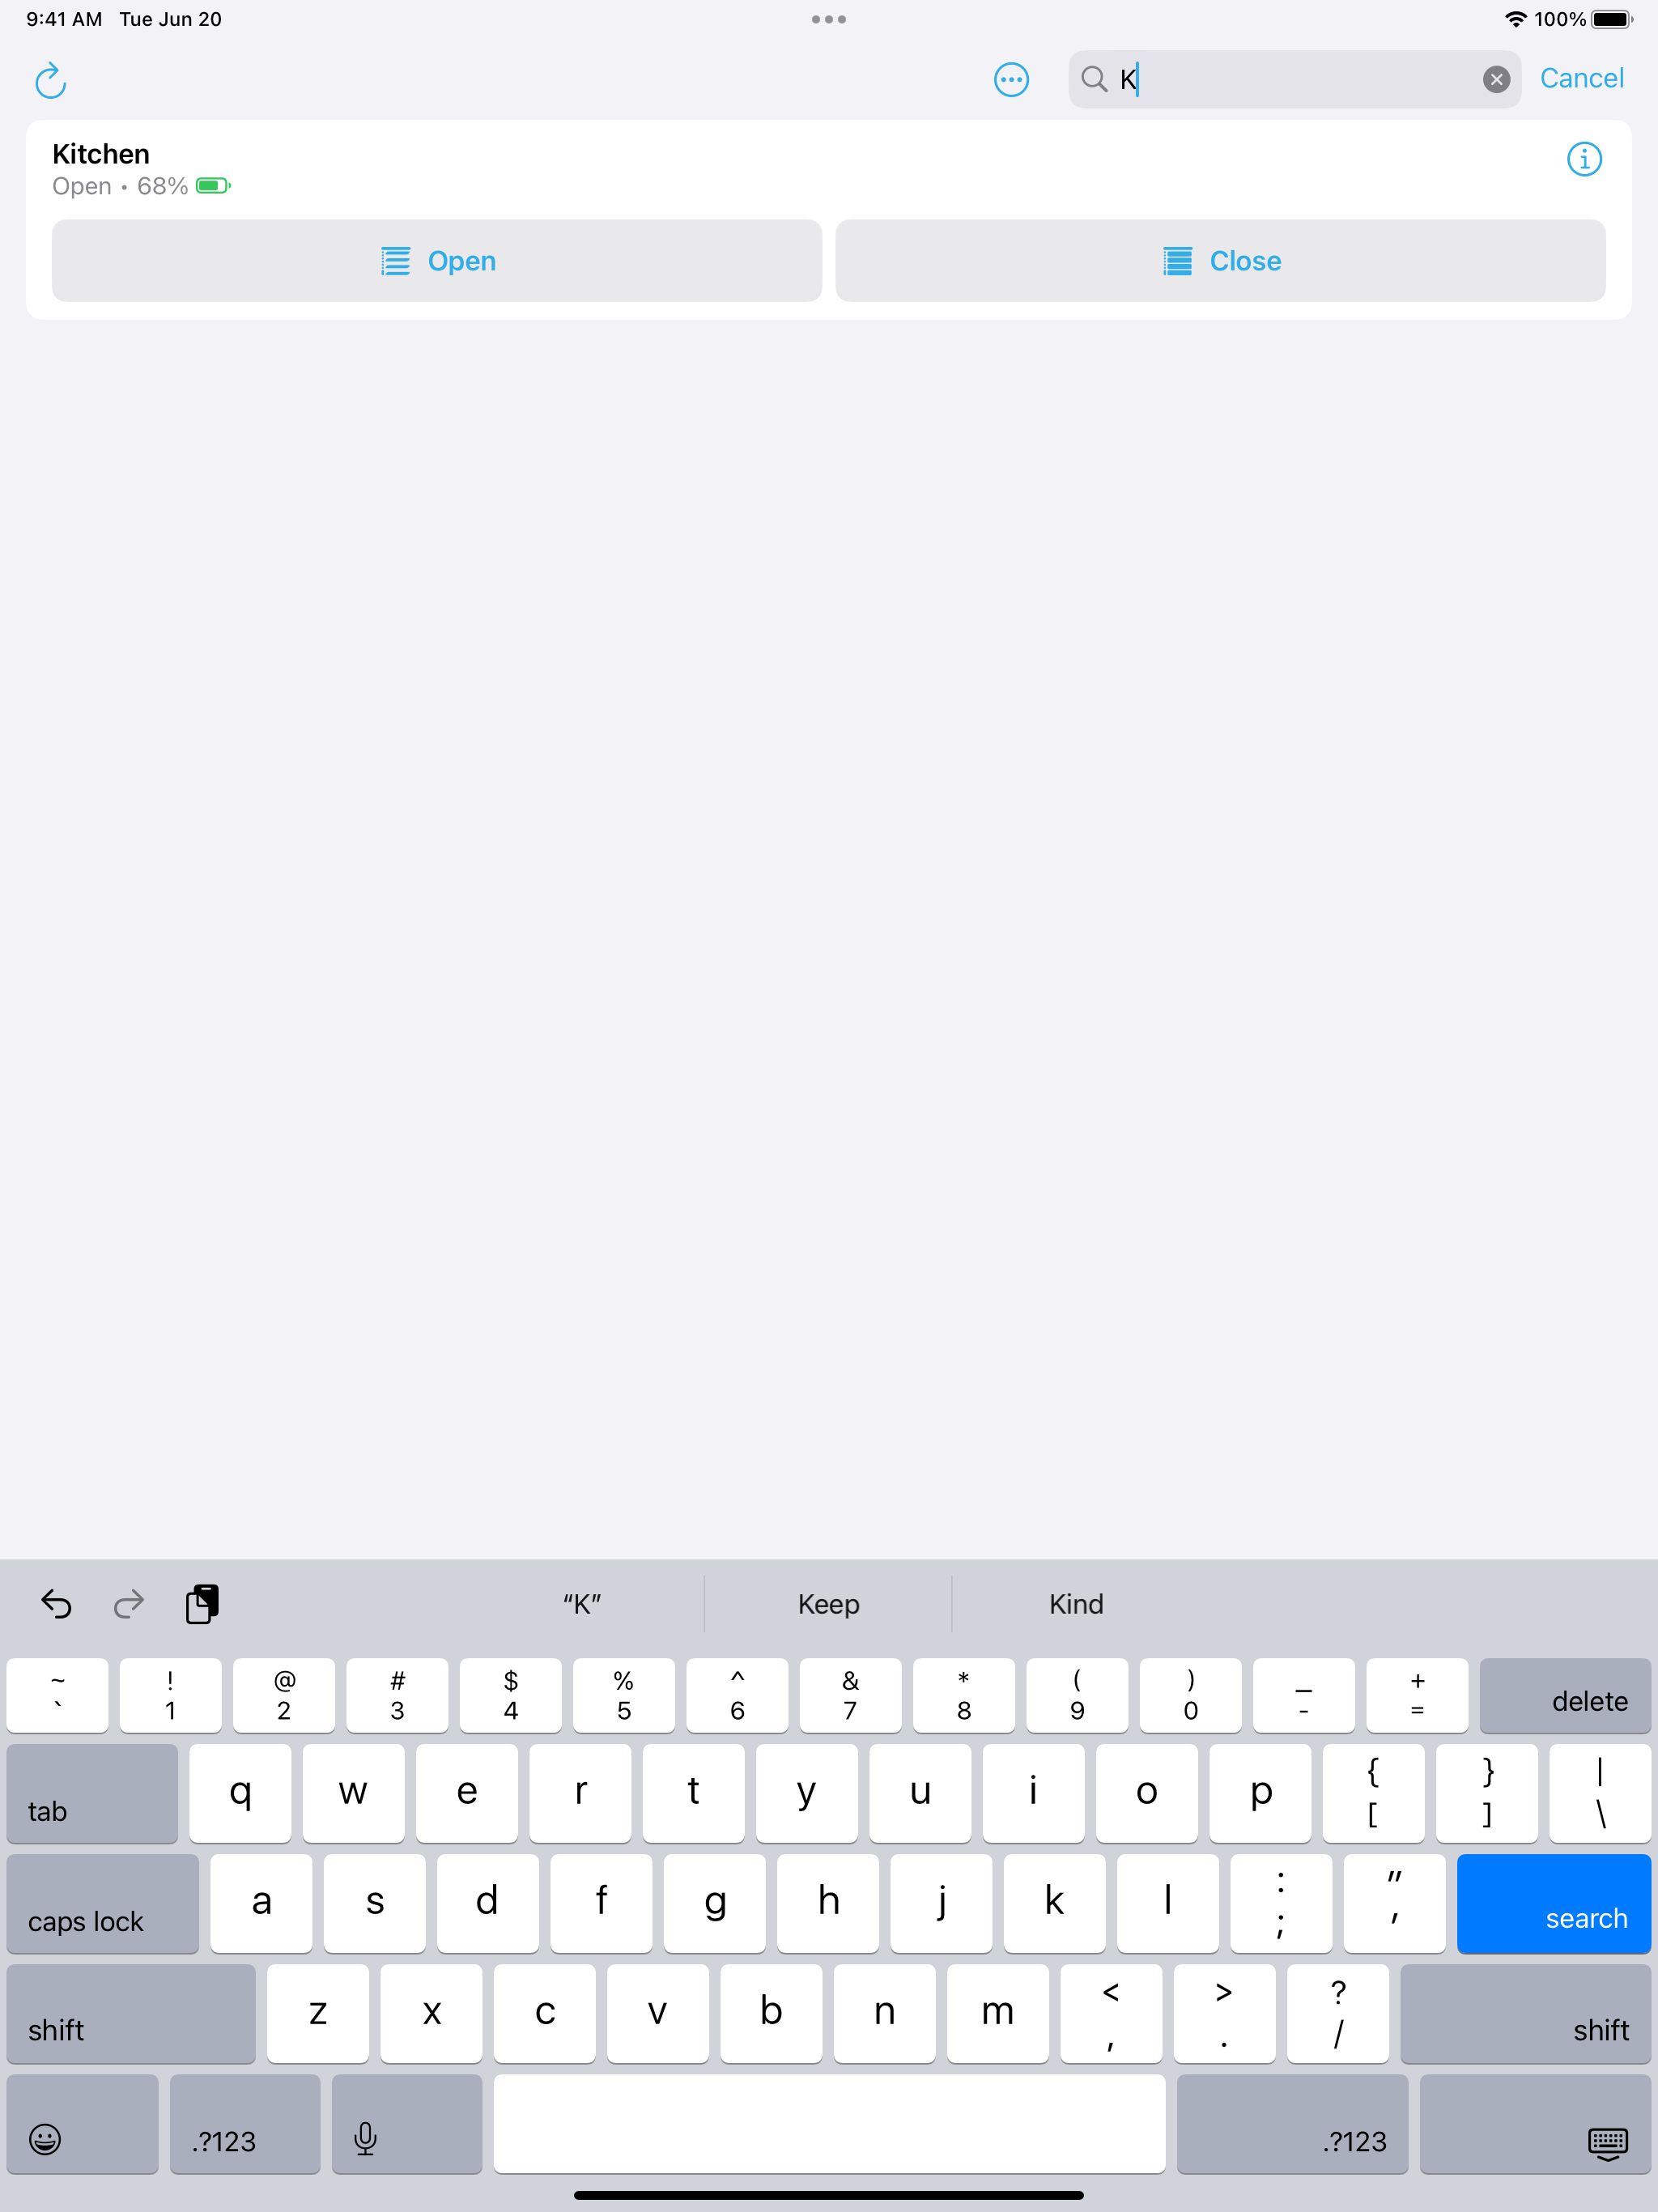 9:41 AM Tue Jun 20 100%
K Cancel
Kitchen
Open • 68%
Open Close
“K” Keep Kind
~ ! @ # $ % ^ & * ( ) _ +
` 1 2 3 4 5 6 7 8 9 0 - = delete
tab q w e r t y u i o p { [ } ] | \
caps lock a s d f g h j k l : ; " ' search
shift z x c v b n m < , > . ? / shift
.?123 .?123